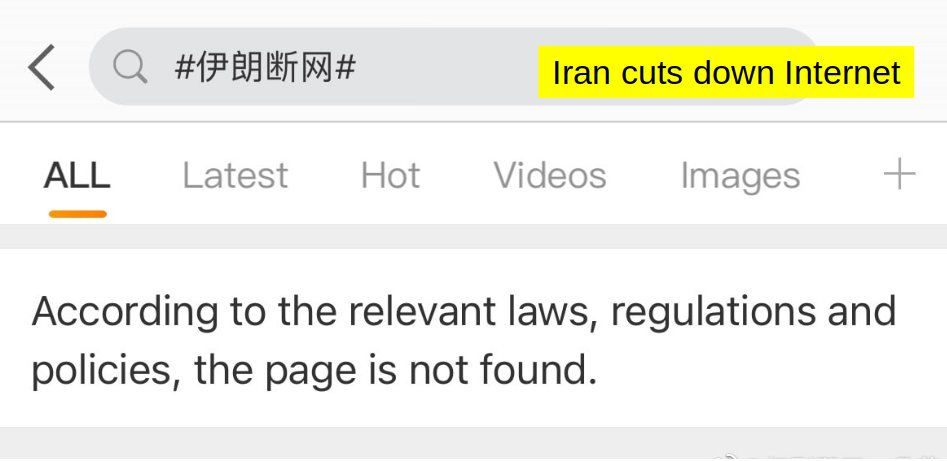 #伊朗断网#
Iran cuts down Internet
ALL Latest Hot Videos Images
According to the relevant laws, regulations and
policies, the page is not found.